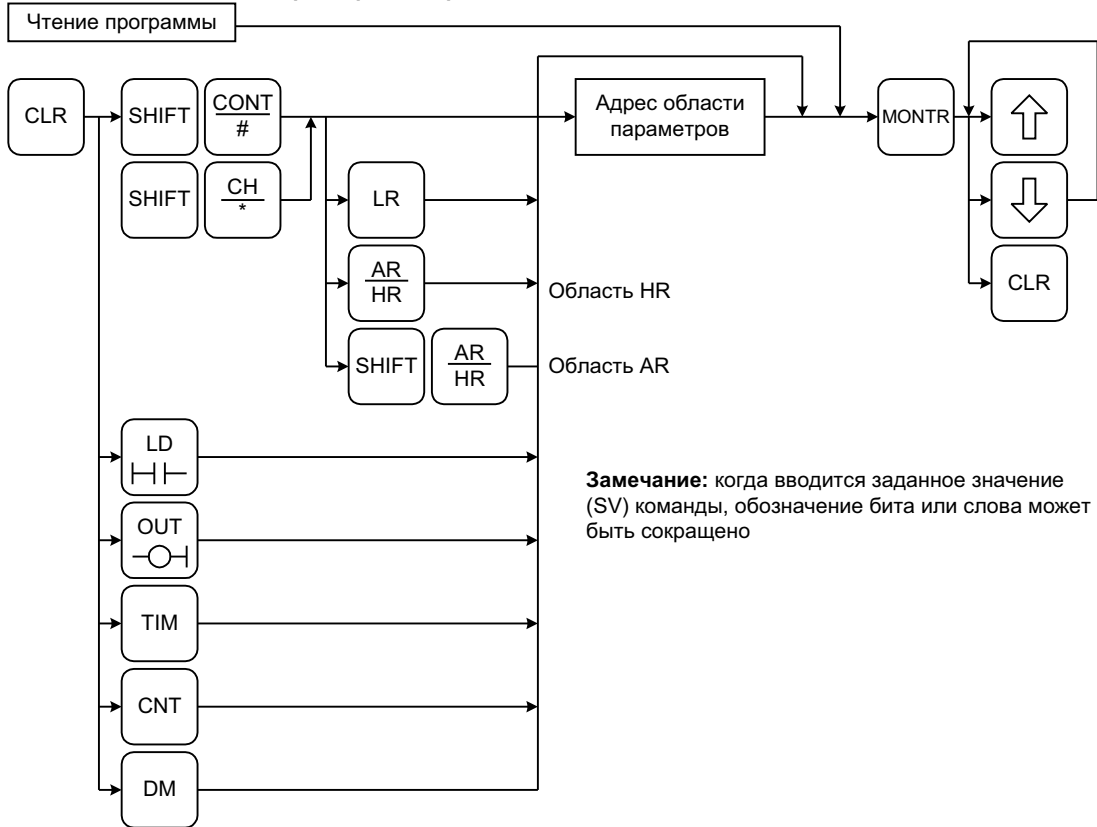 Чтение программы
CLR
SHIFT
CONT
#
Адрес области
параметров
MONTR
SHIFT
CH
*
LR
AR
HR
Область HR
CLR
SHIFT
AR
HR
Область AR
LD
OUT
TIM
CNT
DM
Замечание: когда вводится заданное значение
(SV) команды, обозначение бита или слова может
быть сокращено